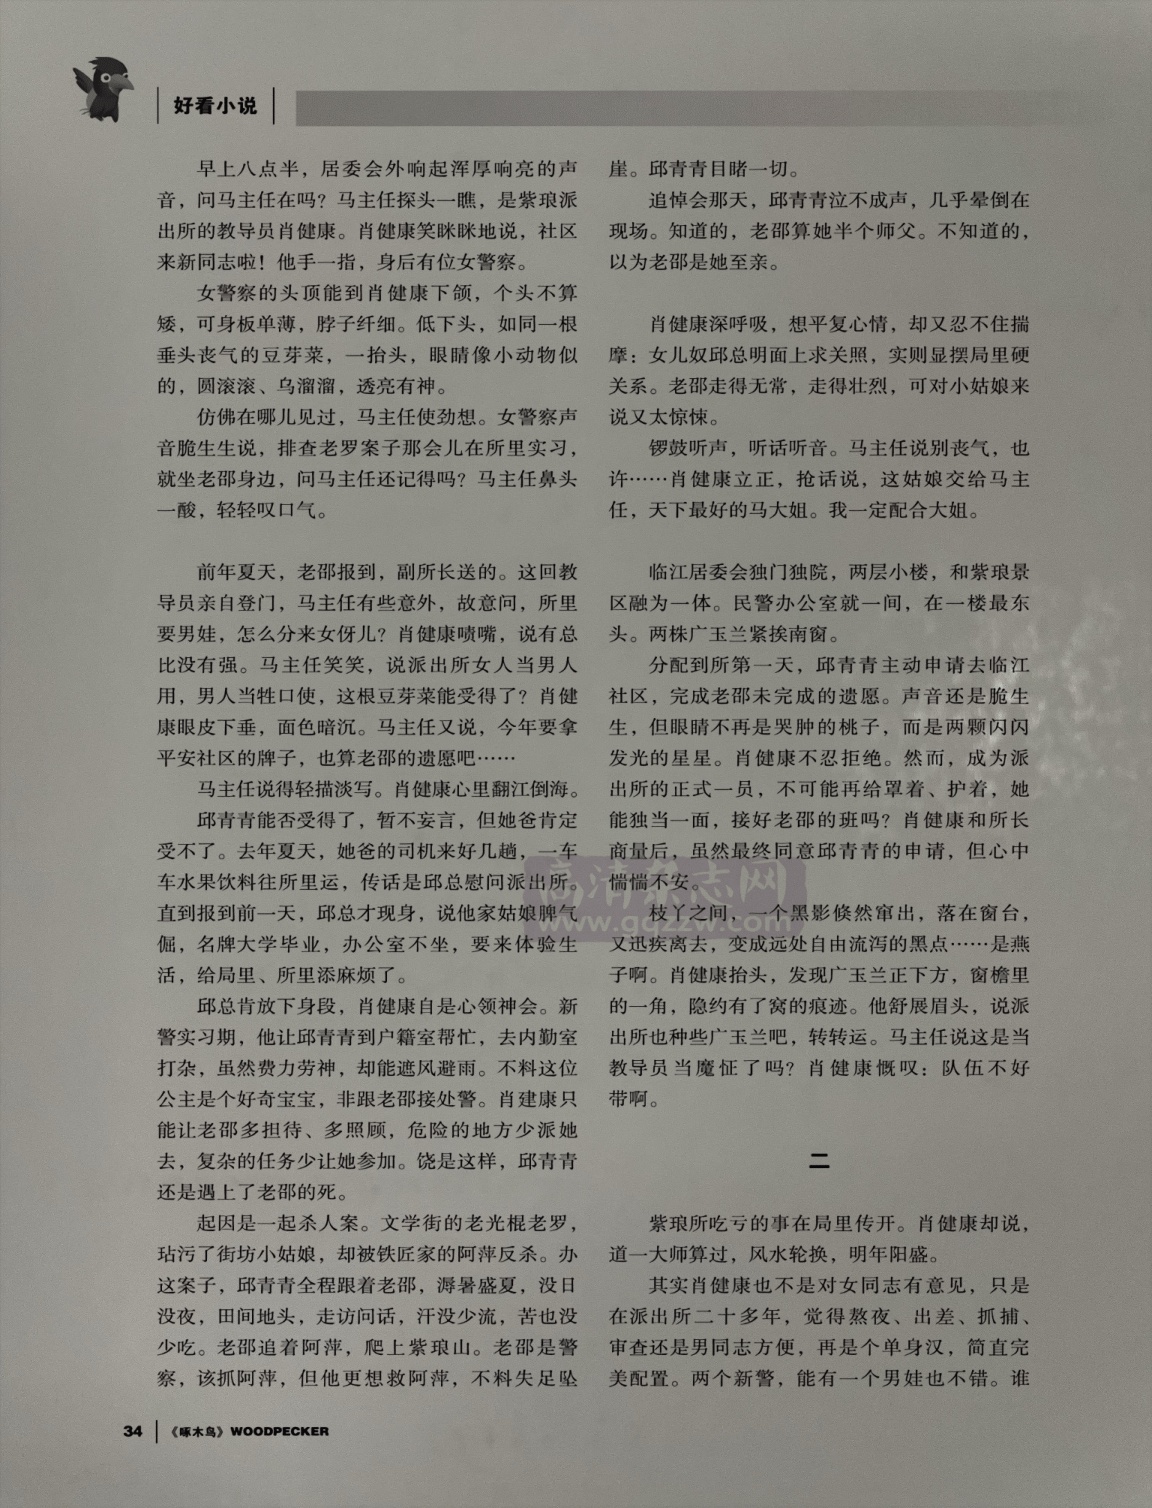 好看小说
早上八点半，居委会外响起浑厚响亮的声
音，问马主任在吗？马主任探头一瞧，是紫琅派
出所的教导员肖健康。肖健康笑眯眯地说，社区
来新同志啦！他手一指，身后有位女警察。
女警察的头顶能到肖健康下颌，个头不算
矮，可身板单薄，脖子纤细。低下头，如同一根
垂头丧气的豆芽菜，一抬头，眼睛像小动物似
的，圆滚滚、乌溜溜，透亮有神。
仿佛在哪儿见过，马主任使劲想。女警察声
音脆生生说，排查老罗案子那会儿在所里实习，
就坐老邵身边，问马主任还记得吗？马主任鼻头
一酸，轻轻叹口气。
前年夏天，老邵报到，副所长送的。这回教
导员亲自登门，马主任有些意外，故意问，所里
要男娃，怎么分来女伢儿？肖健康啧嘴，说有总
比没有强。马主任笑笑，说派出所女人当男人
用，男人当牲口使，这根豆芽菜能受得了？肖健
康眼皮下垂，面色暗沉。马主任又说，今年要拿
平安社区的牌子，也算老邵的遗愿吧……
马主任说得轻描淡写。肖健康心里翻江倒海。
邱青青能否受得了，暂不妄言，但她爸肯定
受不了。去年夏天，她爸的司机来好几趟，一车
车水果饮料往所里运，传话是邱总慰问派出所。
直到报到前一天，邱总才现身，说他家姑娘脾气
倔，名牌大学毕业，办公室不坐，要来体验生
活，给局里、所里添麻烦了。
邱总肯放下身段，肖健康自是心领神会。新
警实习期，他让邱青青到户籍室帮忙，去内勤室
打杂，虽然费力劳神，却能遮风避雨。不料这位
公主是个好奇宝宝，非跟老邵接处警。肖建康只
能让老邵多担待、多照顾，危险的地方少派她
去，复杂的任务少让她参加。饶是这样，邱青青
还是遇上了老邵的死。
起因是一起杀人案。文学街的老光棍老罗，
玷污了街坊小姑娘，却被铁匠家的阿萍反杀。办
这案子，邱青青全程跟着老邵，溽暑盛夏，没日
没夜，田间地头，走访问话，汗没少流，苦也没
少吃。老邵追着阿萍，爬上紫琅山。老邵是警
察，该抓阿萍，但他更想救阿萍，不料失足坠
崖。邱青青目睹一切。
追悼会那天，邱青青泣不成声，几乎晕倒在
现场。知道的，老邵算她半个师父。不知道的，
以为老邵是她至亲。
肖健康深呼吸，想平复心情，却又忍不住揣
摩：女儿奴邱总明面上求关照，实则显摆局里硬
关系。老邵走得无常，走得壮烈，可对小姑娘来
说又太惊悚。
锣鼓听声，听话听音。马主任说别丧气，也
许……肖健康立正，抢话说，这姑娘交给马主
任，天下最好的马大姐。我一定配合大姐。
临江居委会独门独院，两层小楼，和紫琅景
区融为一体。民警办公室就一间，在一楼最东
头。两株广玉兰紧挨南窗。
分配到所第一天，邱青青主动申请去临江
社区，完成老邵未完成的遗愿。声音还是脆生
生，但眼睛不再是哭肿的桃子，而是两颗闪闪
发光的星星。肖健康不忍拒绝。然而，成为派
出所的正式一员，不可能再给罩着、护着，她
能独当一面，接好老邵的班吗？肖健康和所长
商量后，虽然最终同意邱青青的申请，但心中
惴惴不安。
枝丫之间，一个黑影倏然窜出，落在窗台，
又迅疾离去，变成远处自由流泻的黑点……是燕
子啊。肖健康抬头，发现广玉兰正下方，窗檐里
的一角，隐约有了窝的痕迹。他舒展眉头，说派
出所也种些广玉兰吧，转转运。马主任说这是当
教导员当魔怔了吗？肖健康慨叹：队伍不好
带啊。
二
紫琅所吃亏的事在局里传开。肖健康却说，
道一大师算过，风水轮换，明年阳盛。
其实肖健康也不是对女同志有意见，只是
在派出所二十多年，觉得熬夜、出差、抓捕、
审查还是男同志方便，再是个单身汉，简直完
美配置。两个新警，能有一个男娃也不错。谁
高清杂志网
www.gqzzw.com
34 《啄木鸟》WOODPECKER